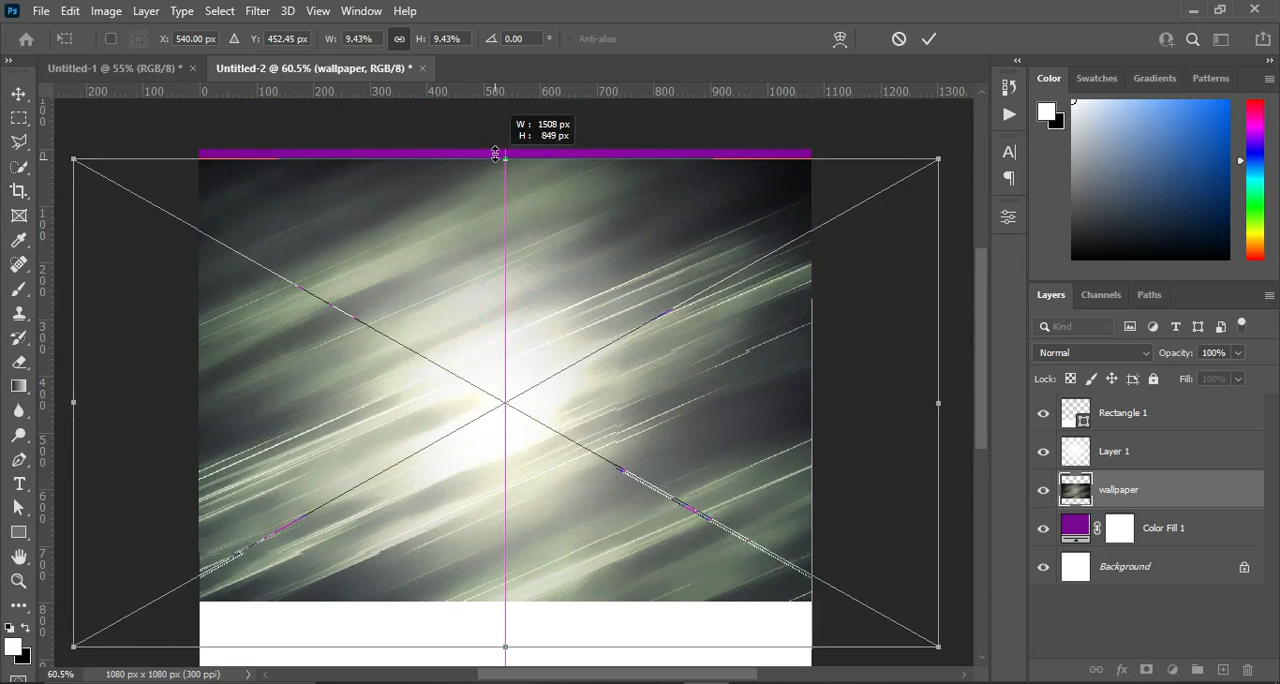 Ps File Edit Image Layer Type Select Filter 3D View Window Help
X: 540.00 px Y: 452.45 px W: 9.43% H: 9.43% 0.00 ° Anti-alias
Untitled-1 @ 55% (RGB/8) * × Untitled-2 @ 60.5% (wallpaper, RGB/8) * ×
200 100 0 100 200 300 400 500 600 700 800 900 1000 1100 1200 1300
W: 1508 px
H: 849 px
Color Swatches Gradients Patterns
Layers Channels Paths
Kind
Normal Opacity: 100%
Lock: Fill: 100%
Rectangle 1
Layer 1
wallpaper
Color Fill 1
Background
fx
60.5% 1080 px x 1080 px (300 ppi)